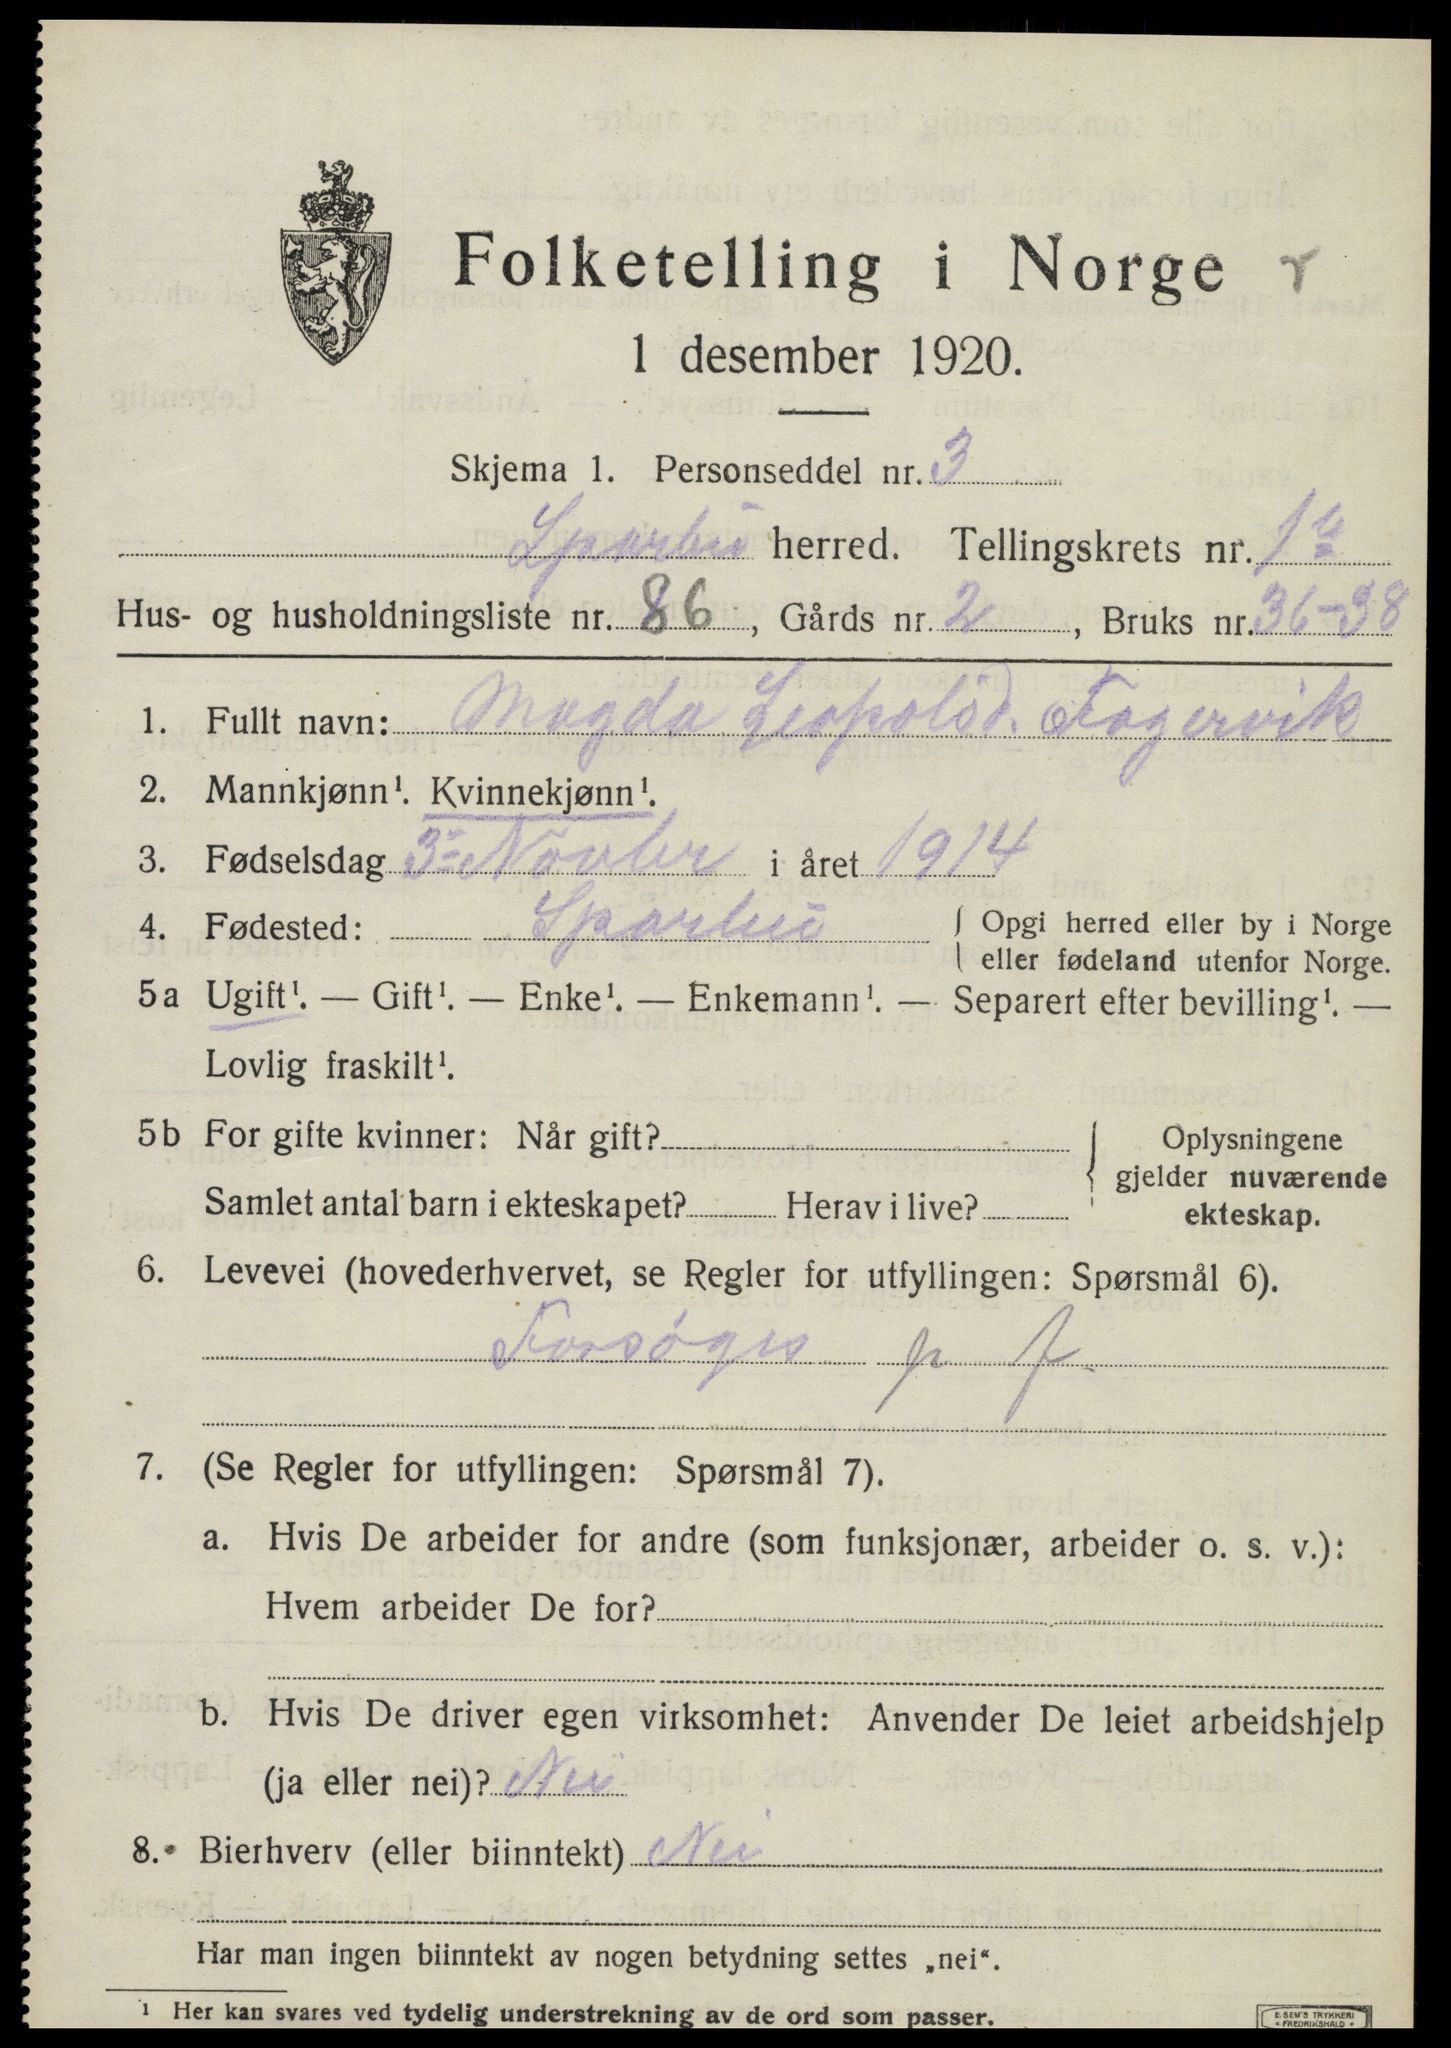 Folketelling i Norge
1 desember 1920.
Skjema 1. Personseddel nr. 3
Sparbu herred. Tellingskrets nr. 1
Hus- og husholdningsliste nr. 86, Gårds nr. 2, Bruks nr. 36-38
1. Fullt navn: Magda Leopold. Fagervik
2. Mannkjønn¹. Kvinnekjønn¹.
3. Fødselsdag 3 Novbr i året 1914
4. Fødested: Sparbu { Opgi herred eller by i Norge
eller fødeland utenfor Norge.
5a Ugift¹. — Gift¹. — Enke¹. — Enkemann¹. — Separert efter bevilling¹. —
Lovlig fraskilt¹.
5b For gifte kvinner: Når gift?
Samlet antal barn i ekteskapet? Herav i live?
{ Oplysningene
gjelder nuværende
ekteskap.
6. Levevei (hovederhvervet, se Regler for utfyllingen: Spørsmål 6).
Forsøges p f.
7. (Se Regler for utfyllingen: Spørsmål 7).
a. Hvis De arbeider for andre (som funksjonær, arbeider o. s. v.):
Hvem arbeider De for?
b. Hvis De driver egen virksomhet: Anvender De leiet arbeidshjelp
(ja eller nei)? Nei
8. Bierhverv (eller biinntekt) Nei
Har man ingen biinntekt av nogen betydning settes „nei“.
¹ Her kan svares ved tydelig understrekning av de ord som passer.
E. SEM'S TRYKKERI
FREDRIKSHALD